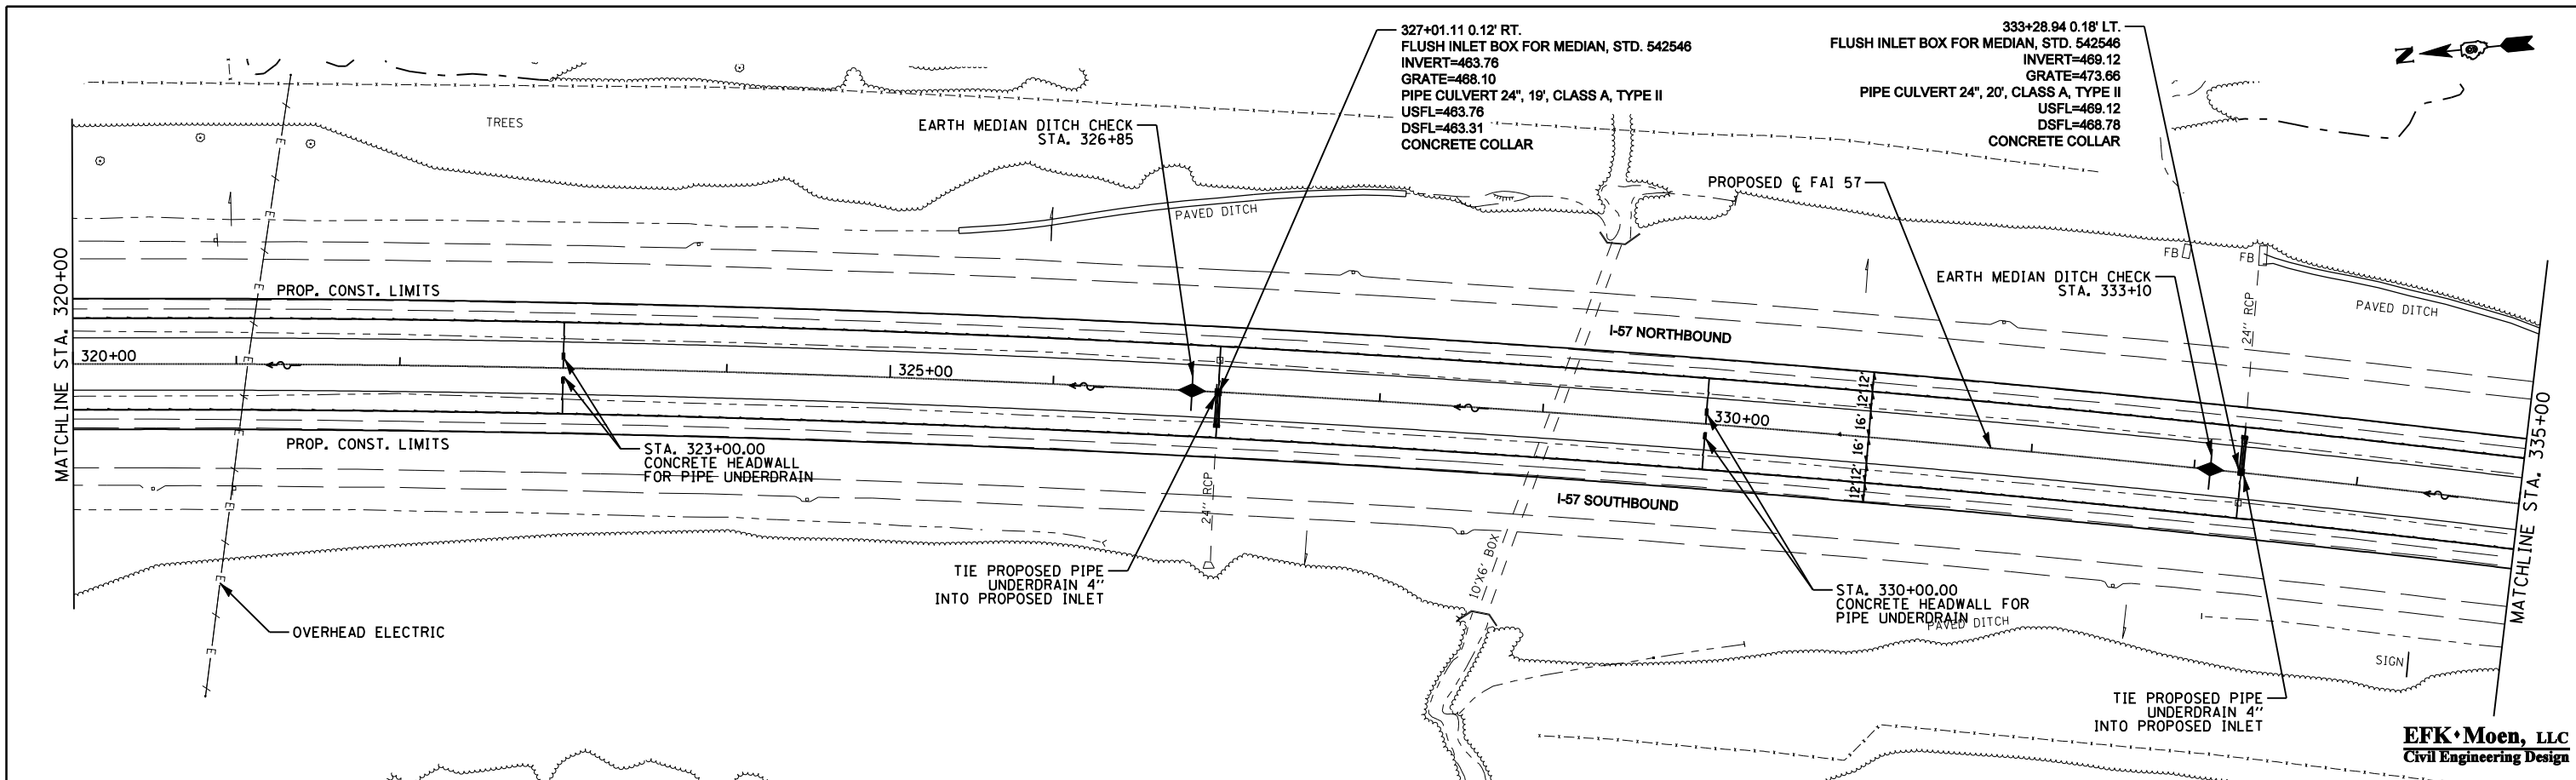 327+01.11 0.12' RT.
FLUSH INLET BOX FOR MEDIAN, STD. 542546
INVERT=463.76
GRATE=468.10
PIPE CULVERT 24", 19', CLASS A, TYPE II
USFL=463.76
DSFL=463.31
CONCRETE COLLAR
333+28.94 0.18' LT.
FLUSH INLET BOX FOR MEDIAN, STD. 542546
INVERT=469.12
GRATE=473.66
PIPE CULVERT 24", 20', CLASS A, TYPE II
USFL=469.12
DSFL=468.78
CONCRETE COLLAR
N
TREES
EARTH MEDIAN DITCH CHECK
STA. 326+85
PAVED DITCH
PROPOSED ℄ FAI 57
FB
FB
EARTH MEDIAN DITCH CHECK
STA. 333+10
PAVED DITCH
24" RCP
MATCHLINE STA. 320+00
PROP. CONST. LIMITS
I-57 NORTHBOUND
320+00
325+00
330+00
12' 12' 16' 16' 12' 12'
PROP. CONST. LIMITS
STA. 323+00.00
CONCRETE HEADWALL
FOR PIPE UNDERDRAIN
24" RCP
I-57 SOUTHBOUND
MATCHLINE STA. 335+00
10'X6' BOX
TIE PROPOSED PIPE
UNDERDRAIN 4"
INTO PROPOSED INLET
STA. 330+00.00
CONCRETE HEADWALL FOR
PIPE UNDERDRAIN
PAVED DITCH
OVERHEAD ELECTRIC
E
E
E
E
E
E
E
E
E
SIGN
TIE PROPOSED PIPE
UNDERDRAIN 4"
INTO PROPOSED INLET
EFK♦Moen, LLC
Civil Engineering Design